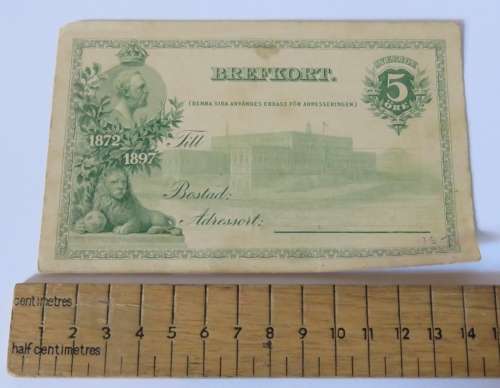 BREFKORT.
SVERIGE
5
ÖRE
(DENNA SIDA ANVÄNDES ENDAST FÖR ADRESSERINGEN.)
1872
1897
Till
Bostad:
Adressort:
centimetres
1 2 3 4 5 6 7 8 9 10 11 12 13 14
half centimetres